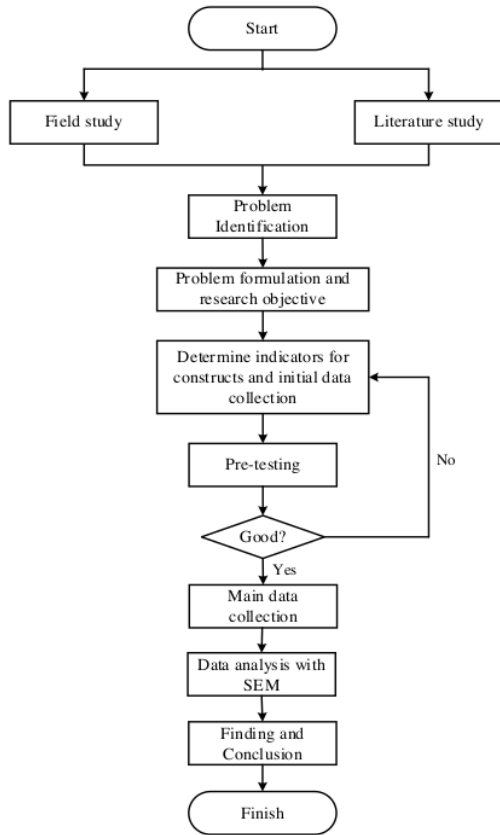 Start
Field study
Literature study
Problem
Identification
Problem formulation and
research objective
Determine indicators for
constructs and initial data
collection
Pre-testing
No
Good?
Yes
Main data
collection
Data analysis with
SEM
Finding and
Conclusion
Finish